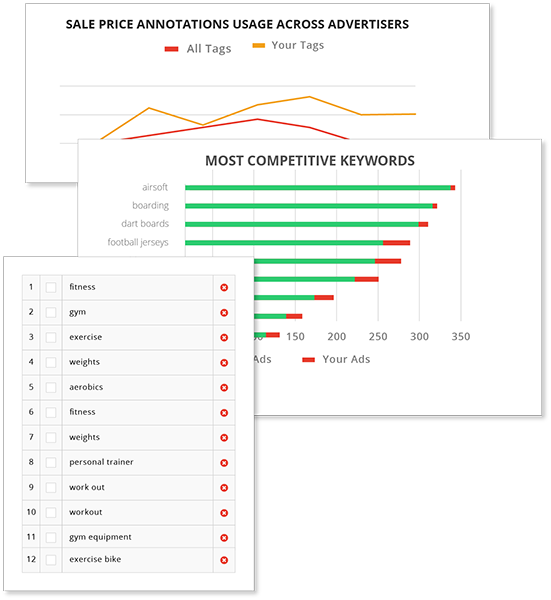 SALE PRICE ANNOTATIONS USAGE ACROSS ADVERTISERS
All Tags Your Tags
MOST COMPETITIVE KEYWORDS
airsoft
boarding
dart boards
football jerseys
150 200 250 300 350
Ads Your Ads
1 fitness
2 gym
3 exercise
4 weights
5 aerobics
6 fitness
7 weights
8 personal trainer
9 work out
10 workout
11 gym equipment
12 exercise bike